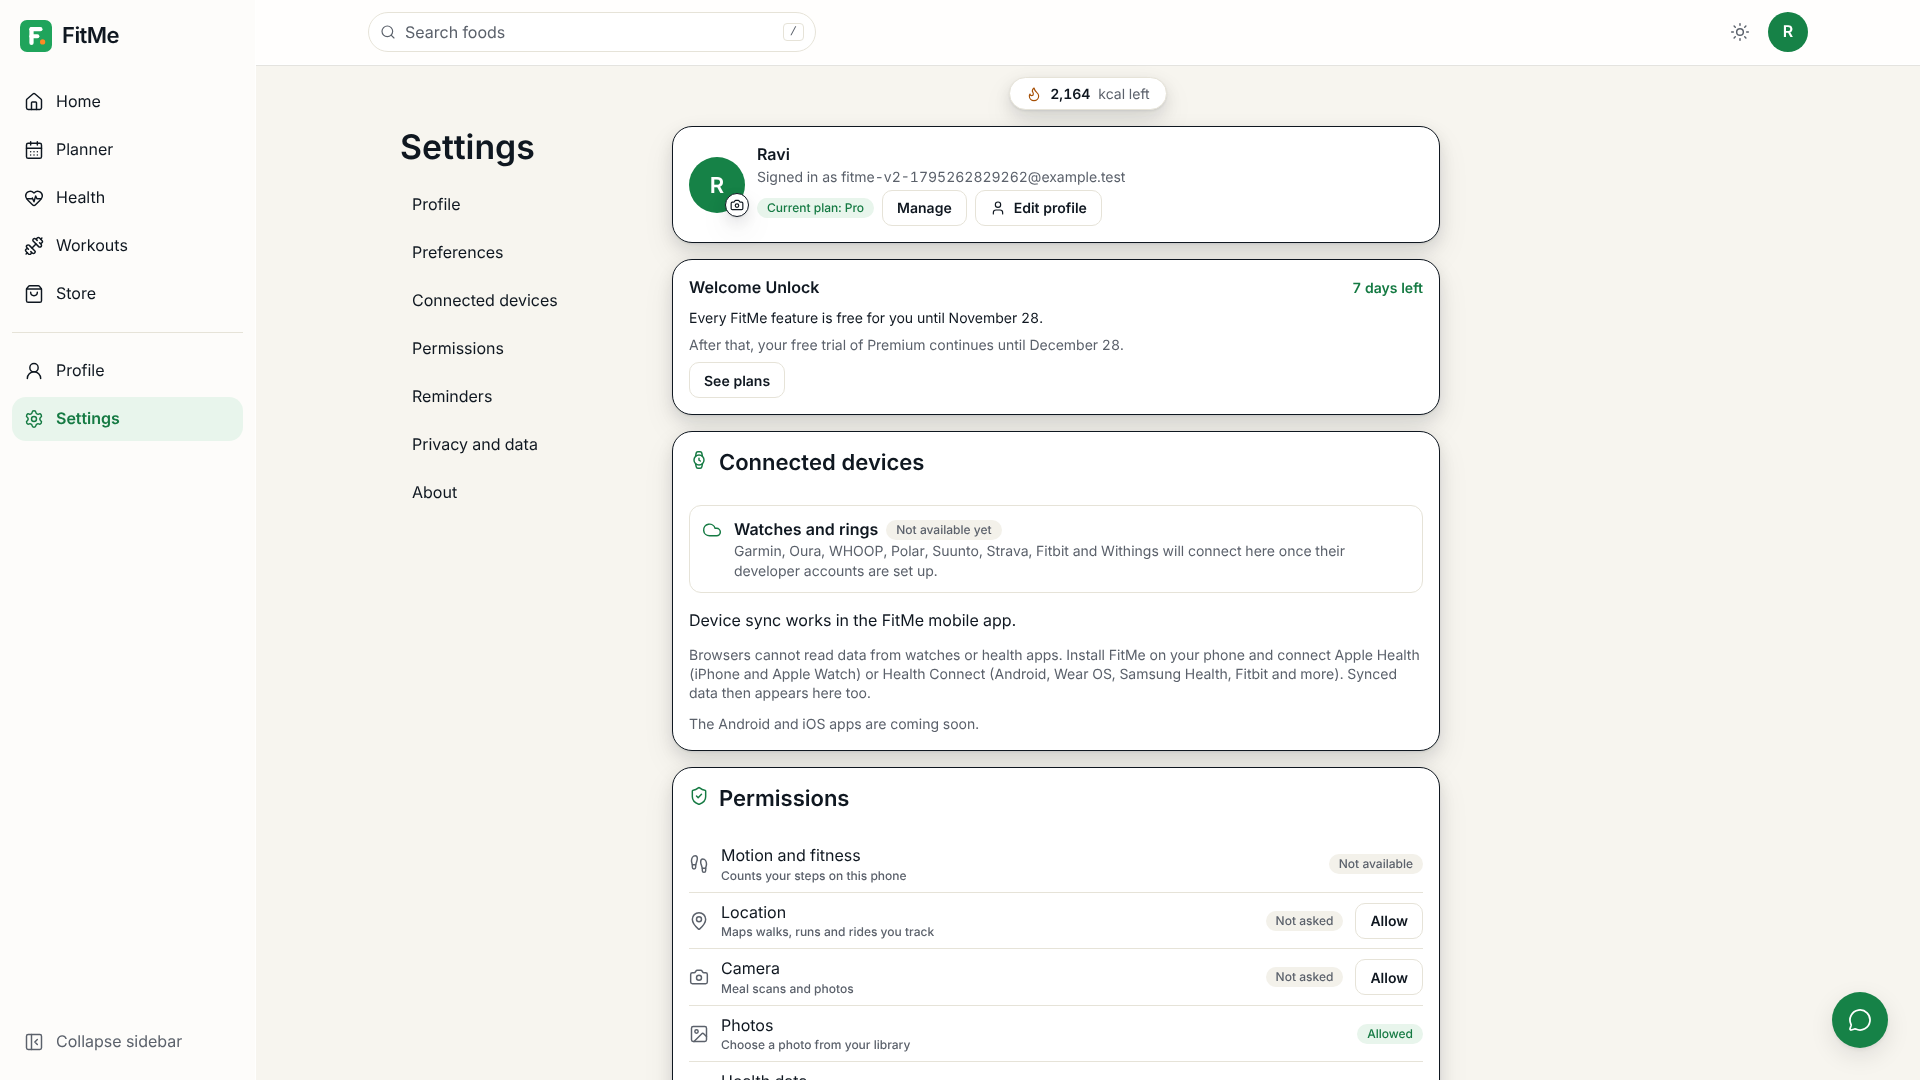 FitMe
Search foods
/
R
Home
Planner
Health
Workouts
Store
Profile
Settings
Collapse sidebar
2,164 kcal left
Settings
Profile
Preferences
Connected devices
Permissions
Reminders
Privacy and data
About
R
Ravi
Signed in as fitme-v2-1795262829262@example.test
Current plan: Pro
Manage
Edit profile
Welcome Unlock
7 days left
Every FitMe feature is free for you until November 28.
After that, your free trial of Premium continues until December 28.
See plans
Connected devices
Watches and rings
Not available yet
Garmin, Oura, WHOOP, Polar, Suunto, Strava, Fitbit and Withings will connect here once their
developer accounts are set up.
Device sync works in the FitMe mobile app.
Browsers cannot read data from watches or health apps. Install FitMe on your phone and connect Apple Health
(iPhone and Apple Watch) or Health Connect (Android, Wear OS, Samsung Health, Fitbit and more). Synced
data then appears here too.
The Android and iOS apps are coming soon.
Permissions
Motion and fitness
Counts your steps on this phone
Not available
Location
Maps walks, runs and rides you track
Not asked
Allow
Camera
Meal scans and photos
Not asked
Allow
Photos
Choose a photo from your library
Allowed
Health data